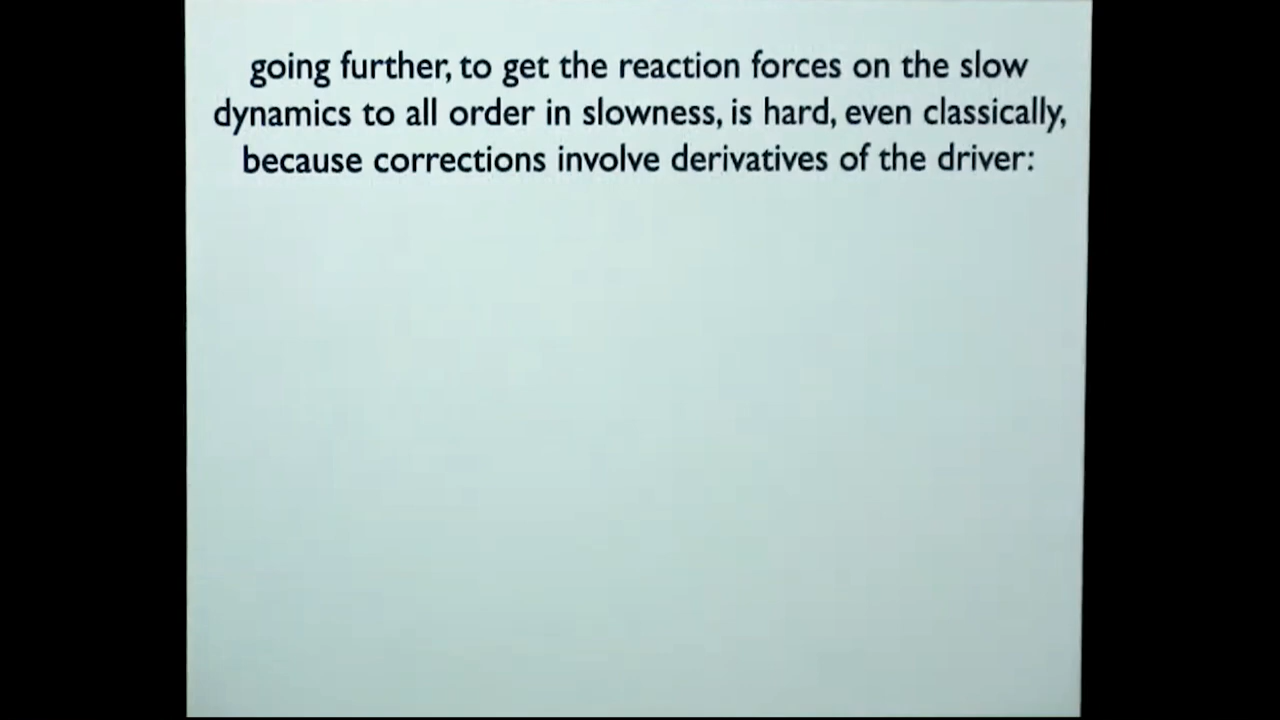 going further, to get the reaction forces on the slow
dynamics to all order in slowness, is hard, even classically,
because corrections involve derivatives of the driver: